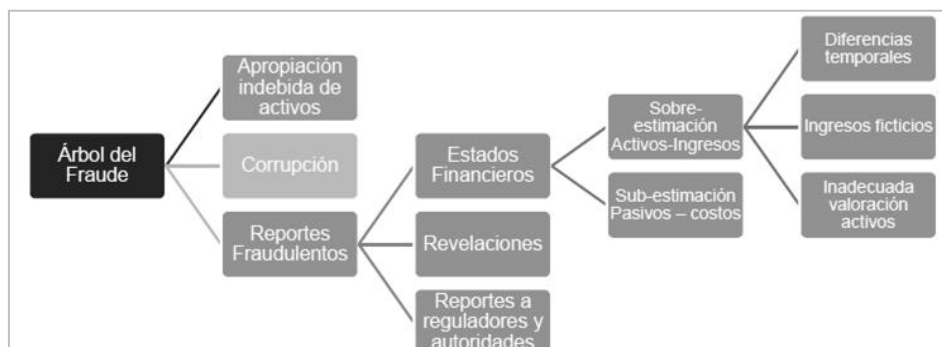 Árbol del
Fraude
Apropiación
indebida de
activos
Corrupción
Reportes
Fraudulentos
Estados
Financieros
Revelaciones
Reportes a
reguladores y
autoridades
Sobre-
estimación
Activos-Ingresos
Sub-estimación
Pasivos – costos
Diferencias
temporales
Ingresos ficticios
Inadecuada
valoración
activos